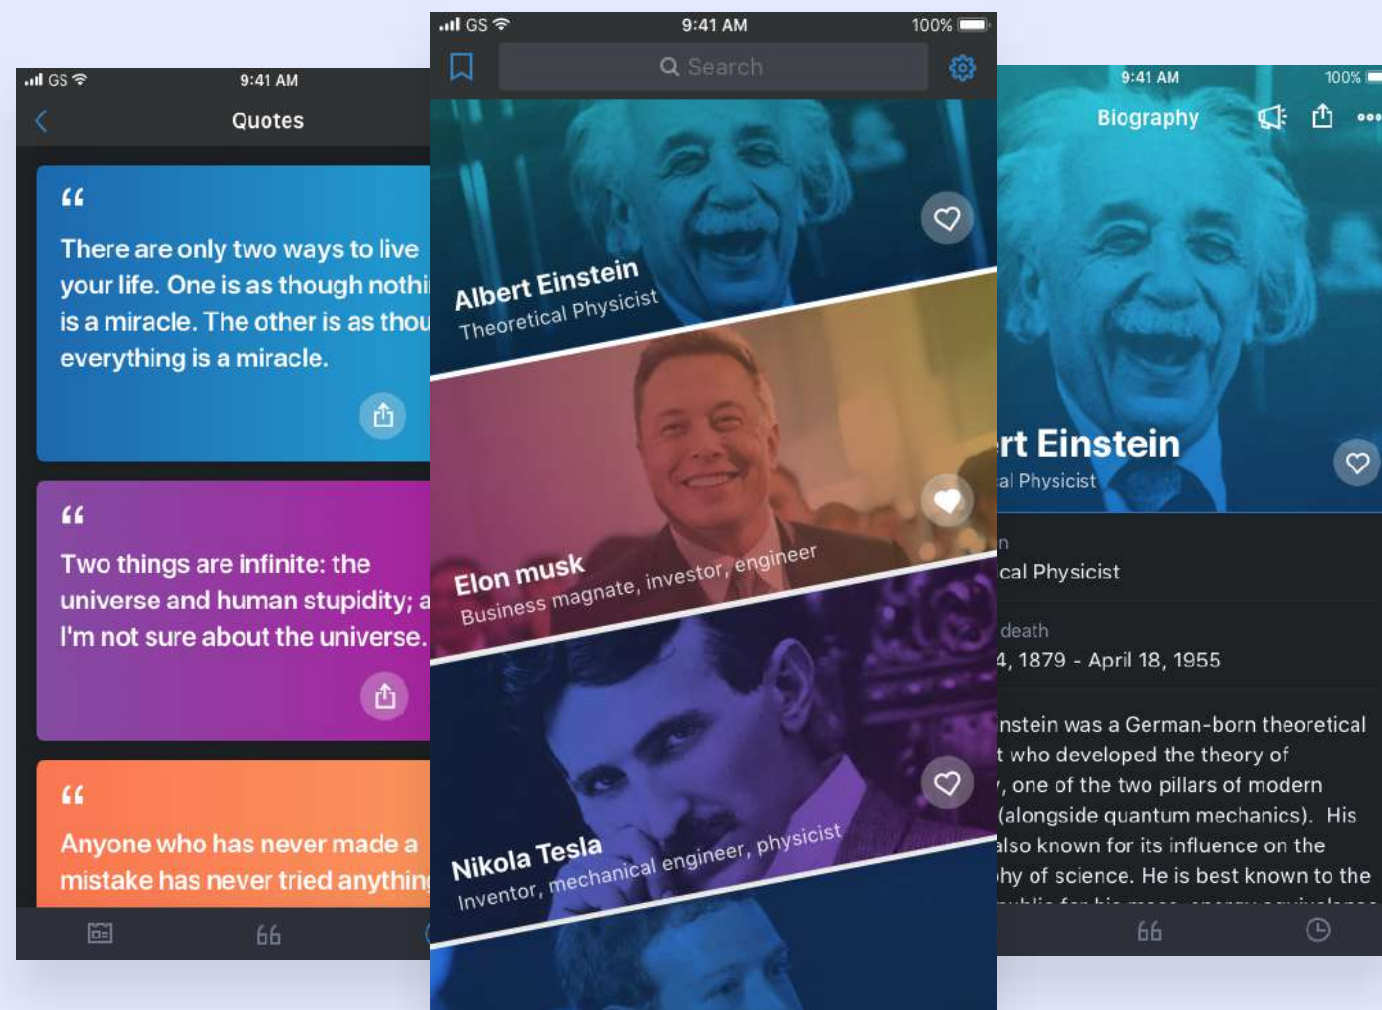 GS
9:41 AM
Quotes
“
There are only two ways to live
your life. One is as though nothi
is a miracle. The other is as thou
everything is a miracle.
“
Two things are infinite: the
universe and human stupidity; a
I'm not sure about the universe.
“
Anyone who has never made a
mistake has never tried anything
GS
9:41 AM
100%
Search
Albert Einstein
Theoretical Physicist
Elon musk
Business magnate, investor, engineer
Nikola Tesla
Inventor, mechanical engineer, physicist
9:41 AM
100%
Biography
rt Einstein
al Physicist
n
cal Physicist
death
4, 1879 - April 18, 1955
instein was a German-born theoretical
t who developed the theory of
y, one of the two pillars of modern
(alongside quantum mechanics). His
also known for its influence on the
hy of science. He is best known to the